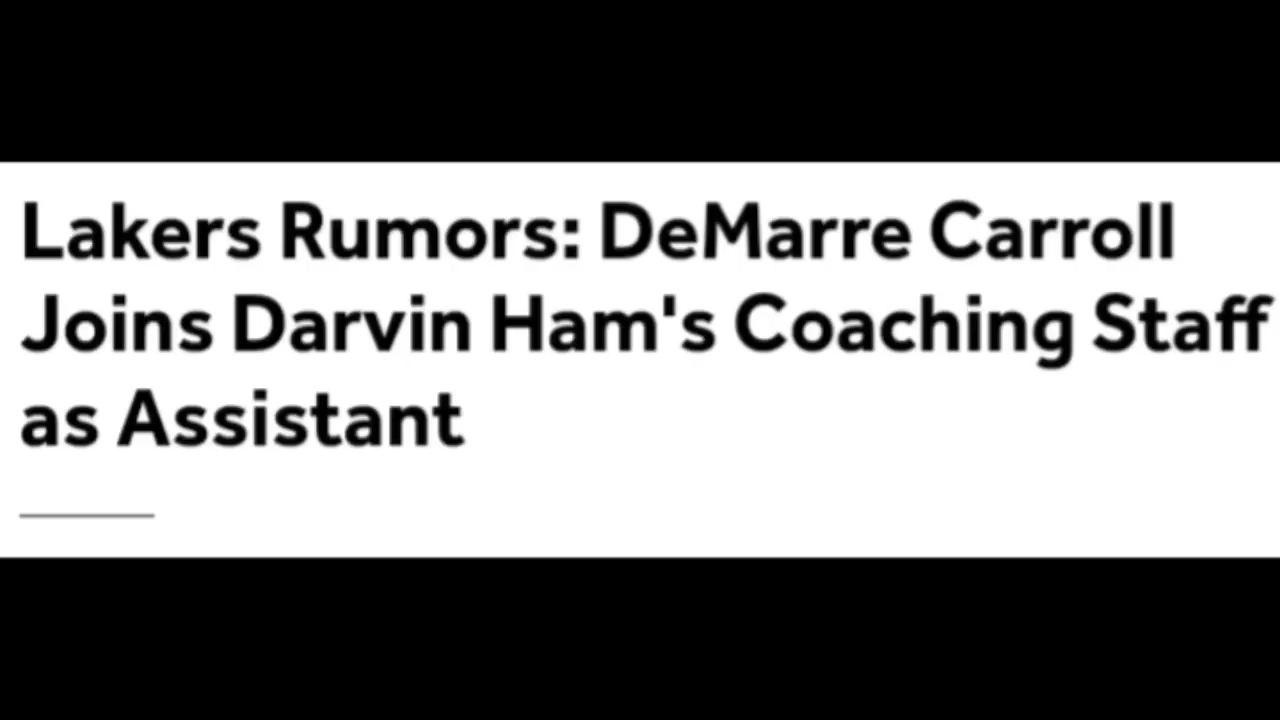 Lakers Rumors: DeMarre Carroll
Joins Darvin Ham's Coaching Staff
as Assistant